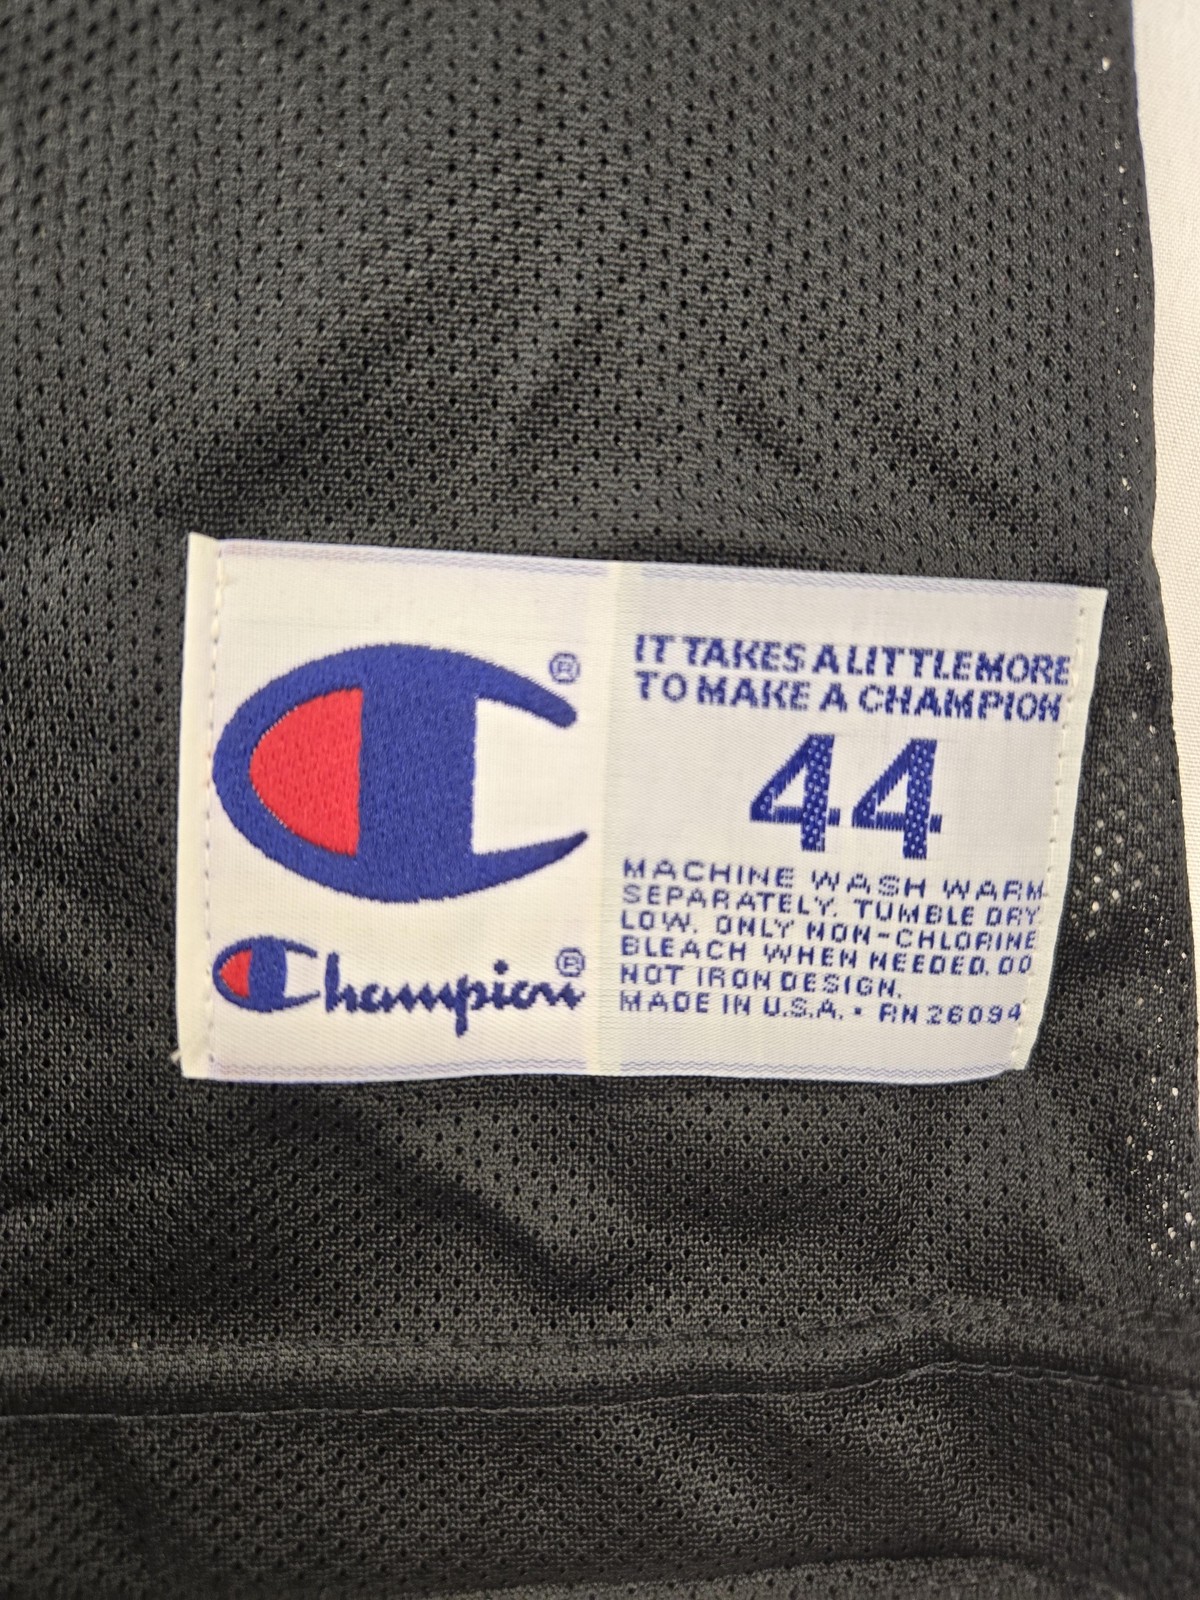 ®
Champion®
IT TAKES A LITTLE MORE
TO MAKE A CHAMPION
44
MACHINE WASH WARM
SEPARATELY. TUMBLE DRY
LOW. ONLY NON-CHLORINE
BLEACH WHEN NEEDED. DO
NOT IRON DESIGN.
MADE IN U.S.A. • RN 26094